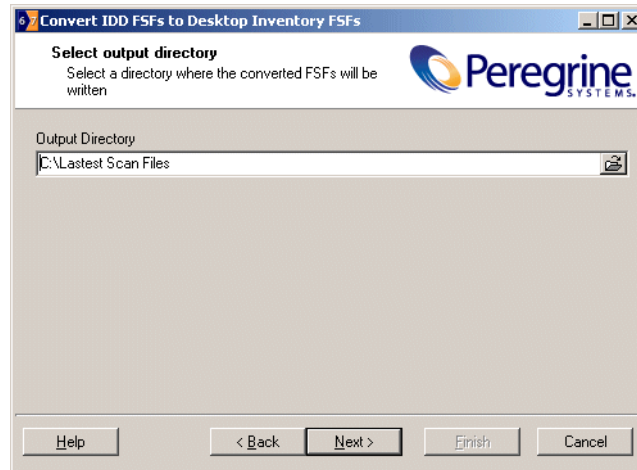 67 Convert IDD FSFs to Desktop Inventory FSFs
Select output directory
Select a directory where the converted FSFs will be
written
Peregrine
SYSTEMS.
Output Directory
C:\Lastest Scan Files
Help
< Back
Next >
Finish
Cancel